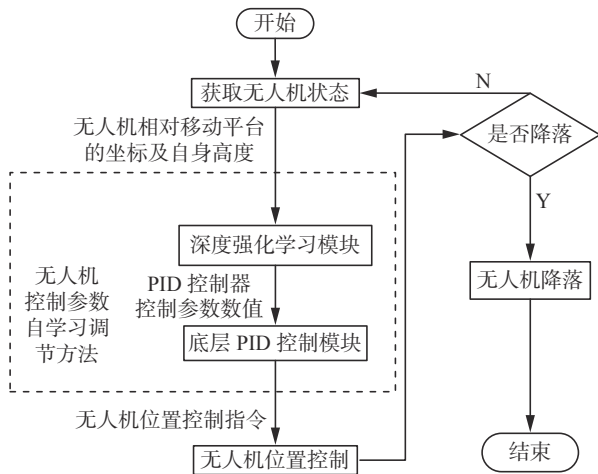 开始
获取无人机状态
无人机相对移动平台
的坐标及自身高度
深度强化学习模块
无人机
控制参数
自学习调
节方法
PID 控制器
控制参数数值
底层 PID 控制模块
无人机位置控制指令
无人机位置控制
N
是否降落
Y
无人机降落
结束